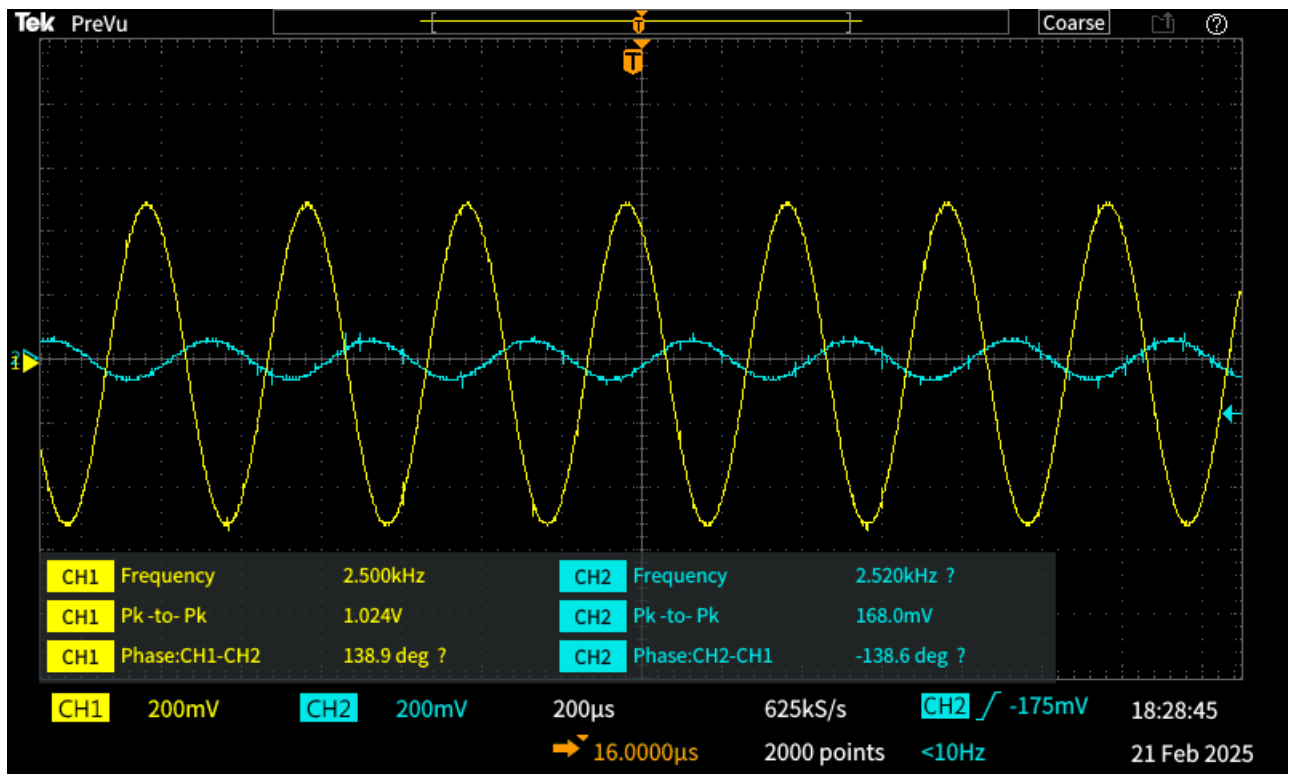 Tek PreVu Coarse ?
T
T
2
1
CH1 Frequency 2.500kHz CH2 Frequency 2.520kHz ?
CH1 Pk-to-Pk 1.024V CH2 Pk-to-Pk 168.0mV
CH1 Phase:CH1-CH2 138.9 deg ? CH2 Phase:CH2-CH1 -138.6 deg ?
CH1 200mV CH2 200mV 200µs 625kS/s CH2 -175mV 18:28:45
16.0000µs 2000 points <10Hz 21 Feb 2025